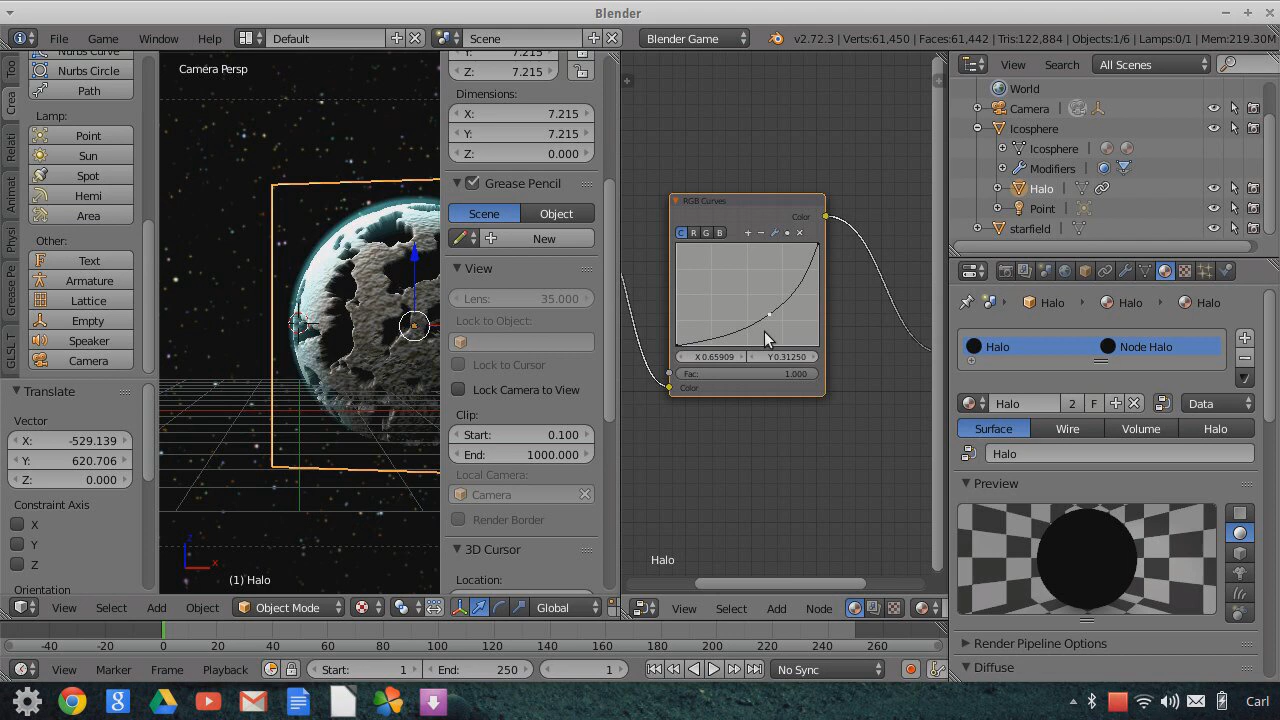 Blender
File Game Window Help Default Scene Blender Game v2.72.3 | Verts:61,450 | Faces:61,442 | Tris:122,884 | Objects:1/6 | Lamps:0/1 | Mem:219.30M
Nurbs Circle
Path
Lamp:
Point
Sun
Spot
Hemi
Area
Other:
Text
Armature
Lattice
Empty
Speaker
Camera
Too
Crea
Relati
Animat
Physi
Grease
GLSL T
Translate
Vector
X: -529.139
Y: 620.706
Z: 0.000
Constraint Axis
X
Y
Z
Orientation
Camera Persp
z
x
(1) Halo
Y: 7.215
Z: 7.215
Dimensions:
X: 7.215
Y: 7.215
Z: 0.000
Grease Pencil
Scene Object
New
View
Lens: 35.000
Lock to Object:
Lock to Cursor
Lock Camera to View
Clip:
Start: 0.100
End: 1000.000
Local Camera:
Camera
Render Border
3D Cursor
Location:
RGB Curves
Color
C R G B
X 0.65909 Y 0.31250
Fac: 1.000
Color
Halo
View Search All Scenes
World
Camera
Icosphere
Icosphere
Modifiers
Halo
Point
starfield
Halo Halo Halo
Halo Node Halo
Halo 2 F Data
Surface Wire Volume Halo
Halo
Preview
Render Pipeline Options
Diffuse
View Select Add Object Object Mode Global
View Select Add Node
-40 -20 0 20 40 60 80 100 120 140 160 180 200 220 240 260
View Marker Frame Playback Start: 1 End: 250 1 No Sync
Carl